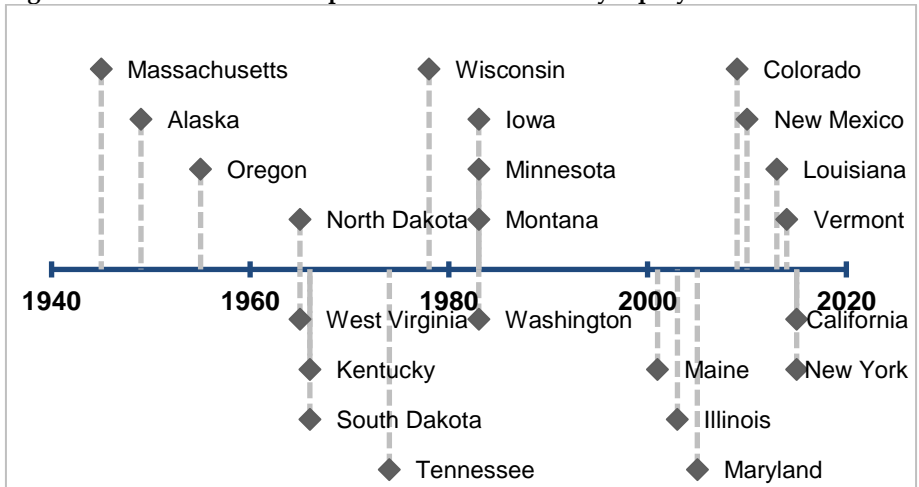 Massachusetts Wisconsin Colorado
Alaska Iowa New Mexico
Oregon Minnesota Louisiana
North Dakota Montana Vermont
1940 1960 1980 2000 2020
West Virginia Washington California
Kentucky Maine New York
South Dakota Illinois
Tennessee Maryland